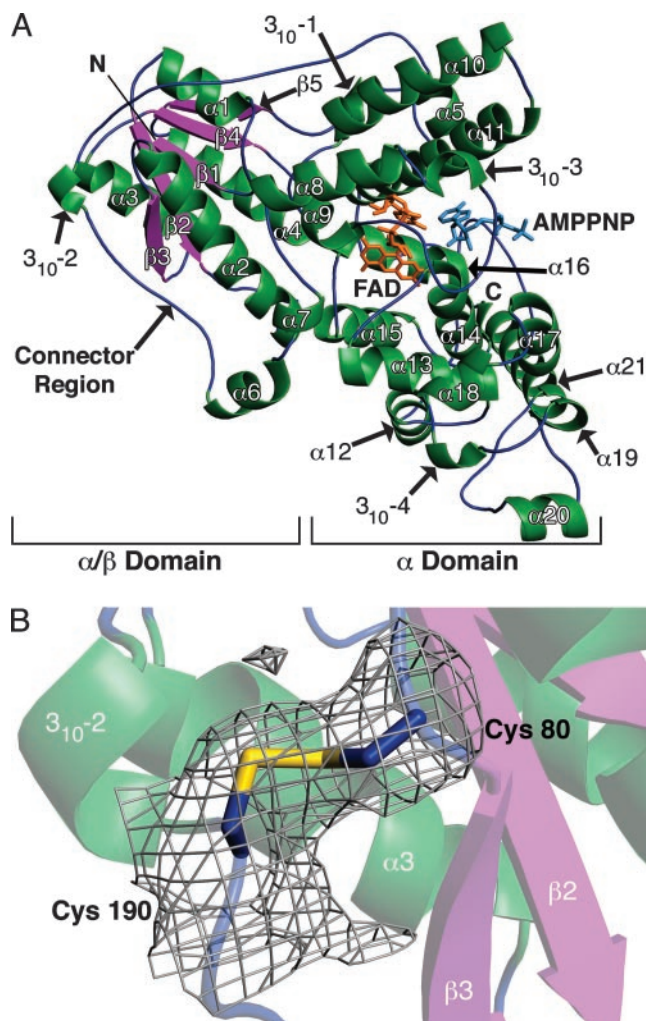 A
3₁₀-1
N
α10
β5
α1
α5
β4
α11
β1
α8
3₁₀-3
α3
α9
β2
α4
AMPPNP
3₁₀-2
β3
α2
α16
FAD
C
α7
Connector
Region
α15
α14
α17
α13
α21
α6
α18
α12
α19
3₁₀-4
α20
α/β Domain
α Domain
B
3₁₀-2
Cys 80
α3
Cys 190
β2
β3